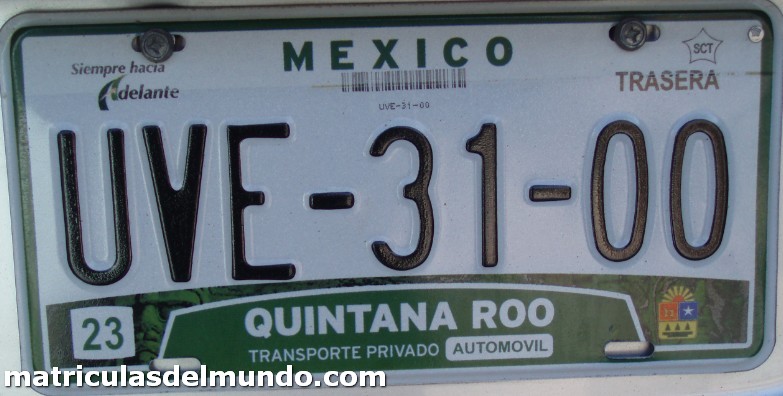 MEXICO
SCT
Siempre hacia
Adelante
TRASERA
UVE-31-00
UVE-31-00
23
QUINTANA ROO
TRANSPORTE PRIVADO AUTOMOVIL
matriculasdelmundo.com